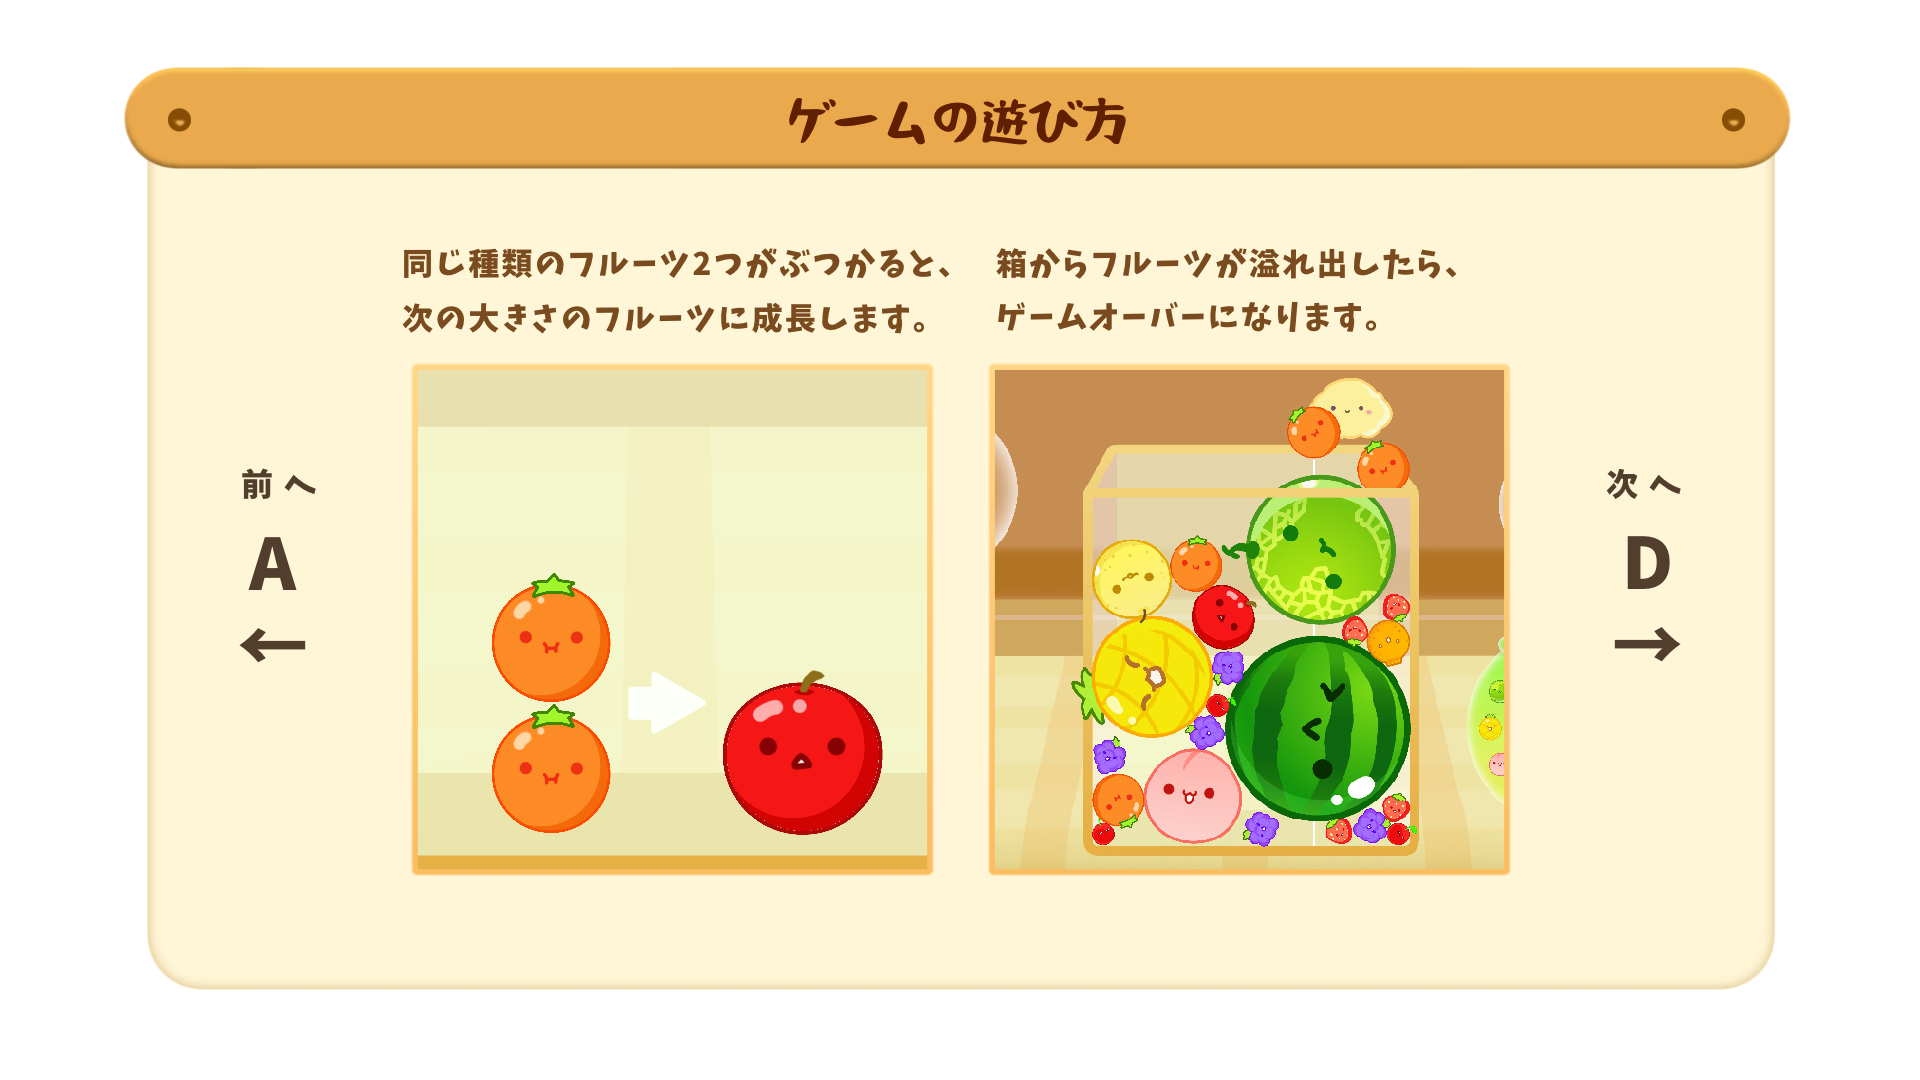 ゲームの遊び方
同じ種類のフルーツ2つがぶつかると、
次の大きさのフルーツに成長します。
箱からフルーツが溢れ出したら、
ゲームオーバーになります。
前へ
A
←
次へ
D
→